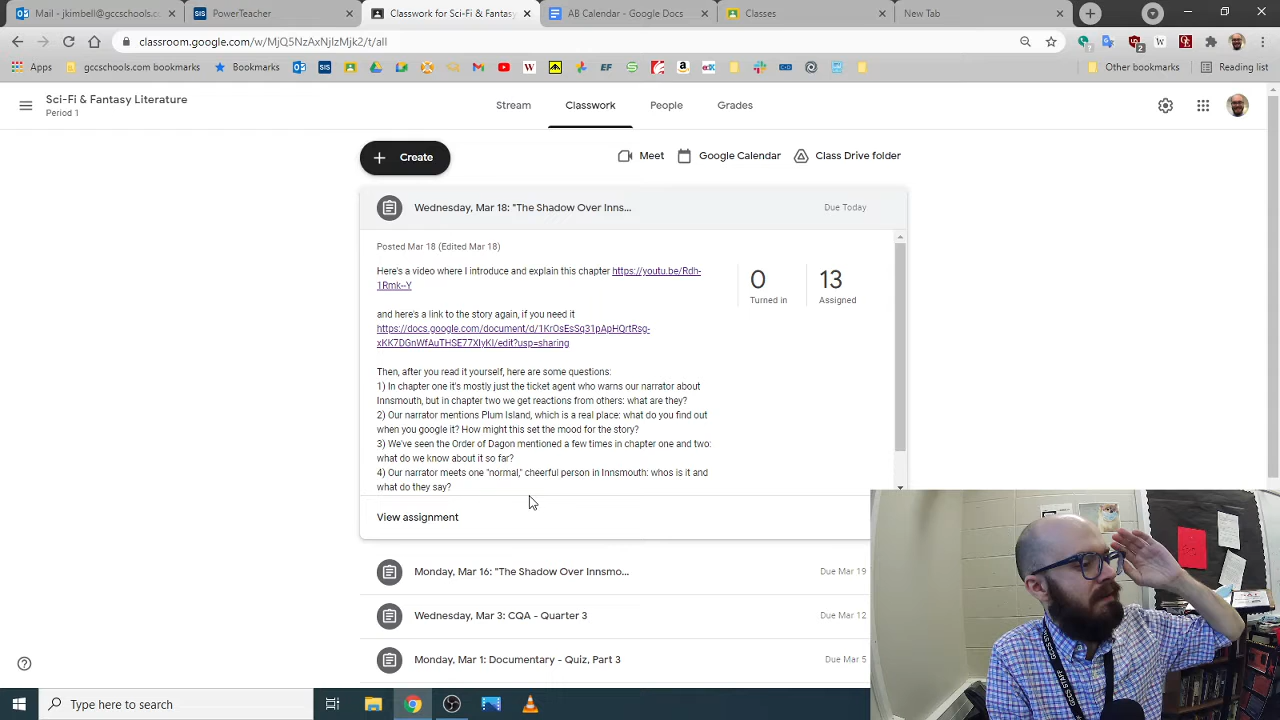 Mail - jkimbell@gccschools.com
PowerTeacher
Classwork for Sci-Fi & Fantasy
AB Calendar - Google Docs
Classes
New Tab
classroom.google.com/w/MjQ5NzAxNjIzMjk2/t/all
Apps
gccschools.com bookmarks
Bookmarks
Other bookmarks
Reading list
Sci-Fi & Fantasy Literature
Period 1
Stream
Classwork
People
Grades
Create
Meet
Google Calendar
Class Drive folder
Wednesday, Mar 18: "The Shadow Over Inns...
Due Today
Posted Mar 18 (Edited Mar 18)
Here's a video where I introduce and explain this chapter https://youtu.be/Rdh-
1Rmk--Y
0
Turned in
13
Assigned
and here's a link to the story again, if you need it
https://docs.google.com/document/d/1KrOsEsSq31pApHQrtRsg-
xKK7DGnWfAuTHSE77XIyKI/edit?usp=sharing
Then, after you read it yourself, here are some questions:
1) In chapter one it's mostly just the ticket agent who warns our narrator about
Innsmouth, but in chapter two we get reactions from others: what are they?
2) Our narrator mentions Plum Island, which is a real place: what do you find out
when you google it? How might this set the mood for the story?
3) We've seen the Order of Dagon mentioned a few times in chapter one and two:
what do we know about it so far?
4) Our narrator meets one "normal," cheerful person in Innsmouth: whos is it and
what do they say?
View assignment
Monday, Mar 16: "The Shadow Over Innsmo...
Due Mar 19
Wednesday, Mar 3: CQA - Quarter 3
Due Mar 12
Monday, Mar 1: Documentary - Quiz, Part 3
Due Mar 5
Type here to search